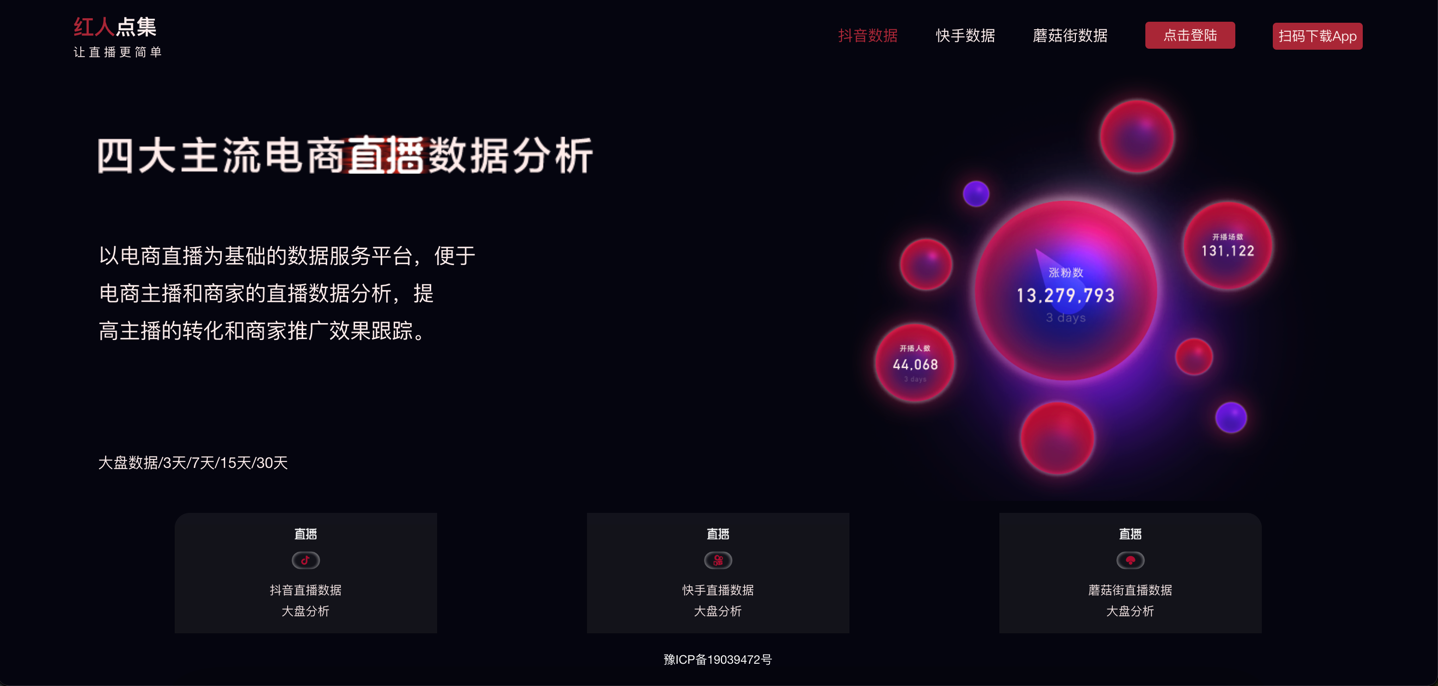 红人点集
让直播更简单
抖音数据
快手数据
蘑菇街数据
点击登陆
扫码下载App
四大主流电商直播数据分析
以电商直播为基础的数据服务平台，便于
电商主播和商家的直播数据分析，提
高主播的转化和商家推广效果跟踪。
大盘数据/3天/7天/15天/30天
开播场数
131,122
涨粉数
13,279,793
3 days
开播人数
44,068
3 days
直播
抖音直播数据
大盘分析
直播
快手直播数据
大盘分析
直播
蘑菇街直播数据
大盘分析
豫ICP备19039472号